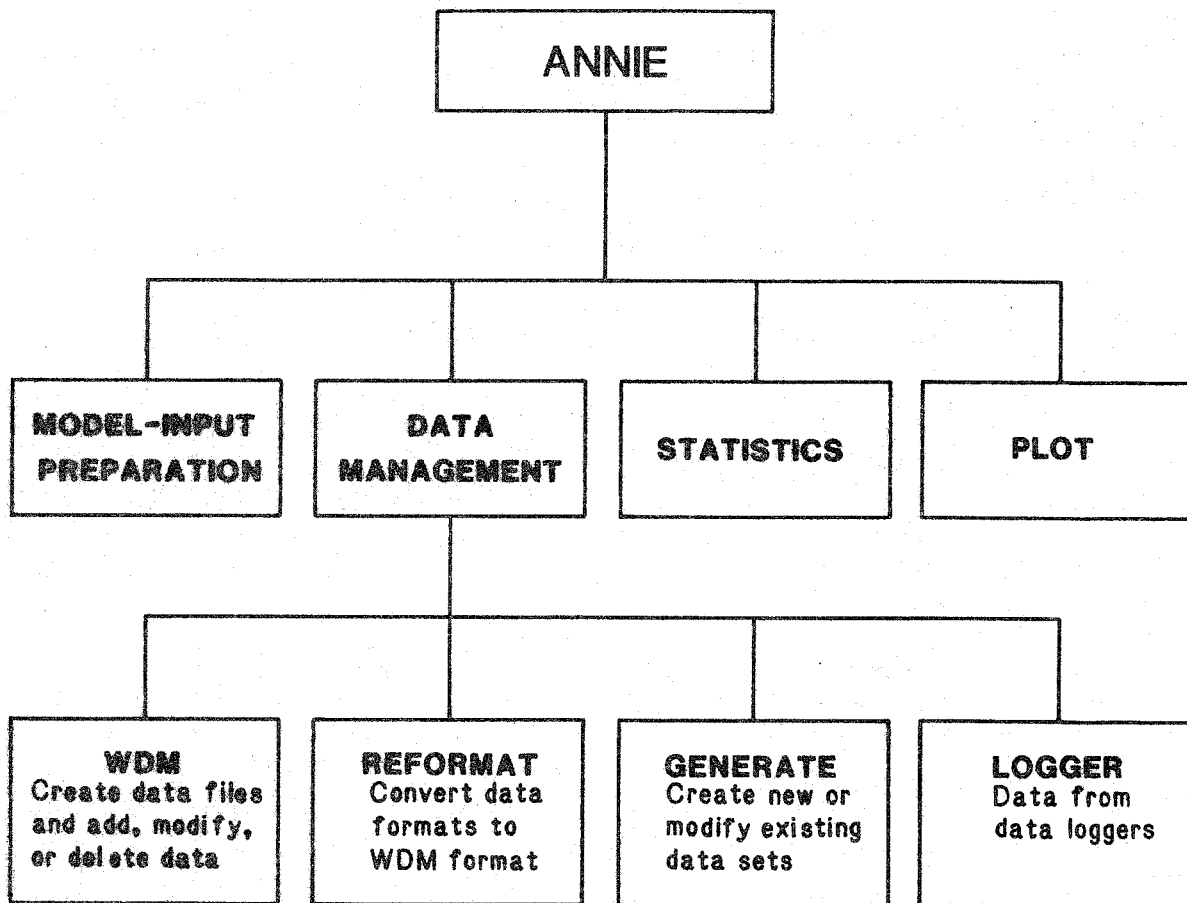 ANNIE
MODEL-INPUT
PREPARATION
DATA
MANAGEMENT
STATISTICS
PLOT
WDM
Create data files
and add, modify,
or delete data
REFORMAT
Convert data
formats to
WDM format
GENERATE
Create new or
modify existing
data sets
LOGGER
Data from
data loggers